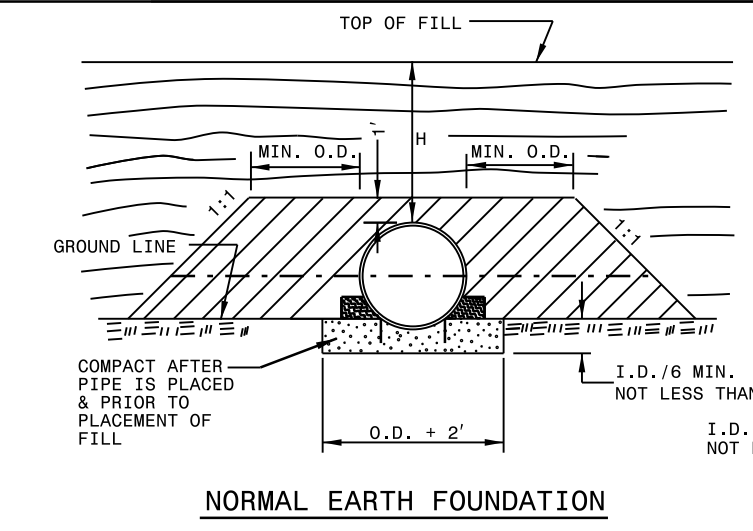 TOP OF FILL
1'
H
MIN. O.D.
MIN. O.D.
1:1
1:1
GROUND LINE
COMPACT AFTER
PIPE IS PLACED
& PRIOR TO
PLACEMENT OF
FILL
I.D./6 MIN.
NOT LESS THAN
I.D.
NOT
O.D. + 2'
NORMAL EARTH FOUNDATION